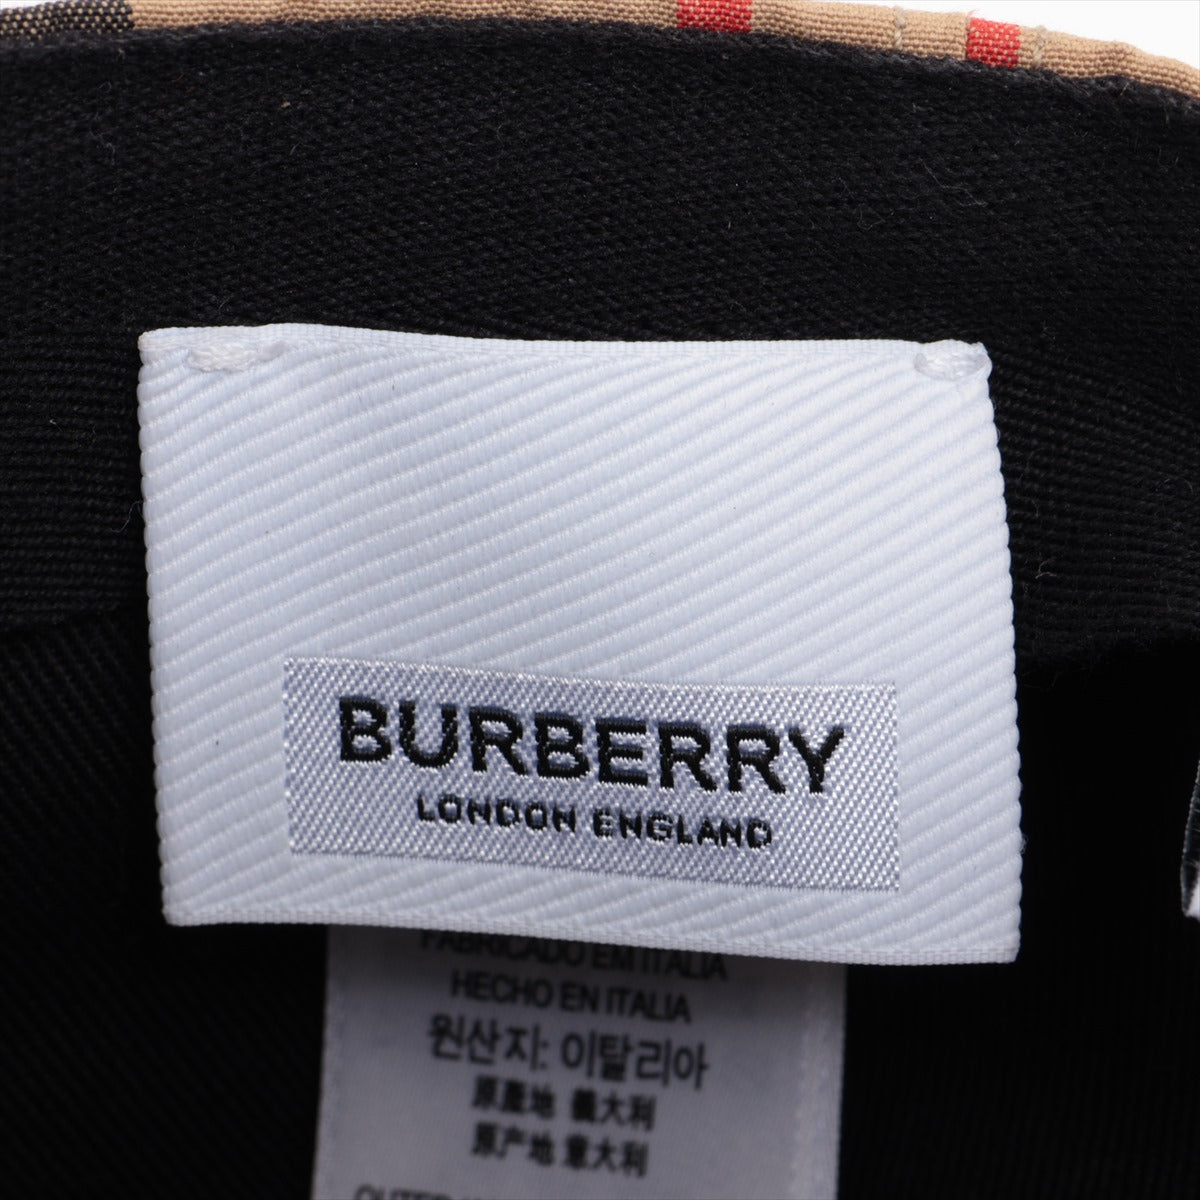 BURBERRY
LONDON ENGLAND
FABRICADO EM ITALIA
HECHO EN ITALIA
원산지: 이탈리아
原產地 義大利
原产地 意大利
OUTER